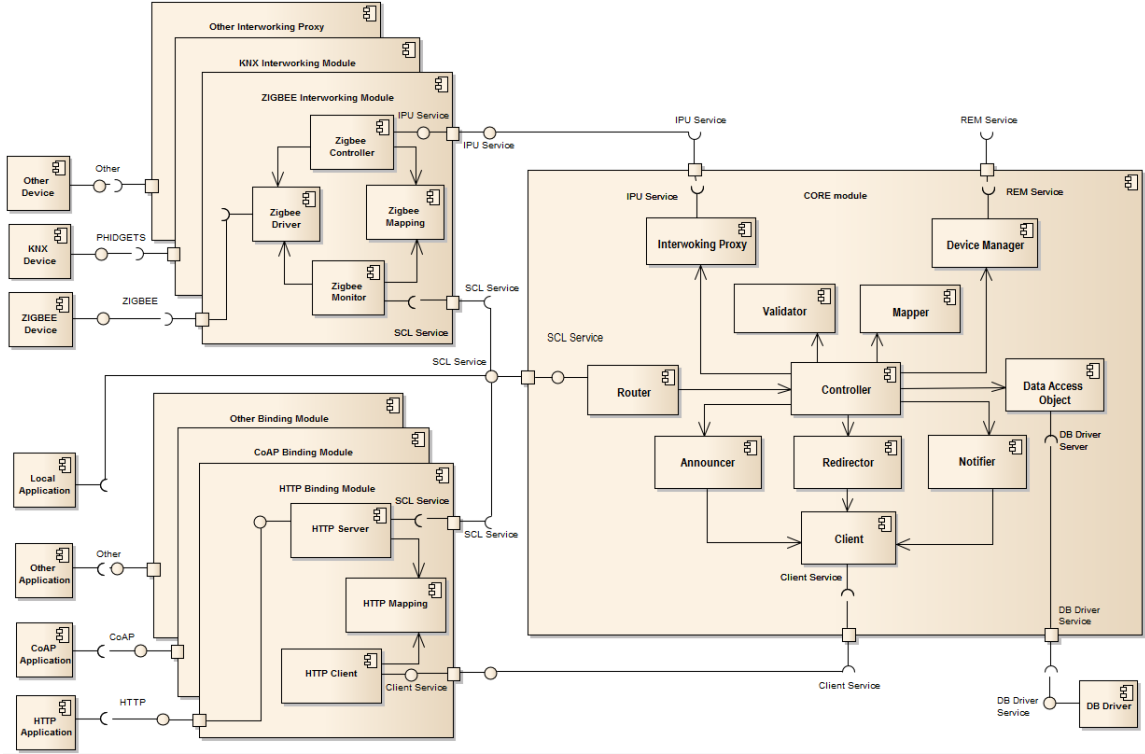 Other Interworking Proxy
KNX Interworking Module
ZIGBEE Interworking Module
IPU Service
Zigbee
Controller
IPU Service
Zigbee
Driver
Zigbee
Mapping
Zigbee
Monitor
SCL Service
SCL Service
Other
Device
Other
KNX
Device
PHIDGETS
ZIGBEE
Device
ZIGBEE
IPU Service
REM Service
CORE module
IPU Service
REM Service
Interwoking Proxy
Device Manager
Validator
Mapper
SCL Service
SCL Service
Router
Controller
Data Access
Object
DB Driver
Server
Announcer
Redirector
Notifier
Client
Client Service
DB Driver
Service
Client Service
DB Driver
Service
DB Driver
Other Binding Module
CoAP Binding Module
HTTP Binding Module
SCL Service
HTTP Server
SCL Service
HTTP Mapping
HTTP Client
Client Service
Local
Application
Other
Application
Other
CoAP
Application
CoAP
HTTP
Application
HTTP